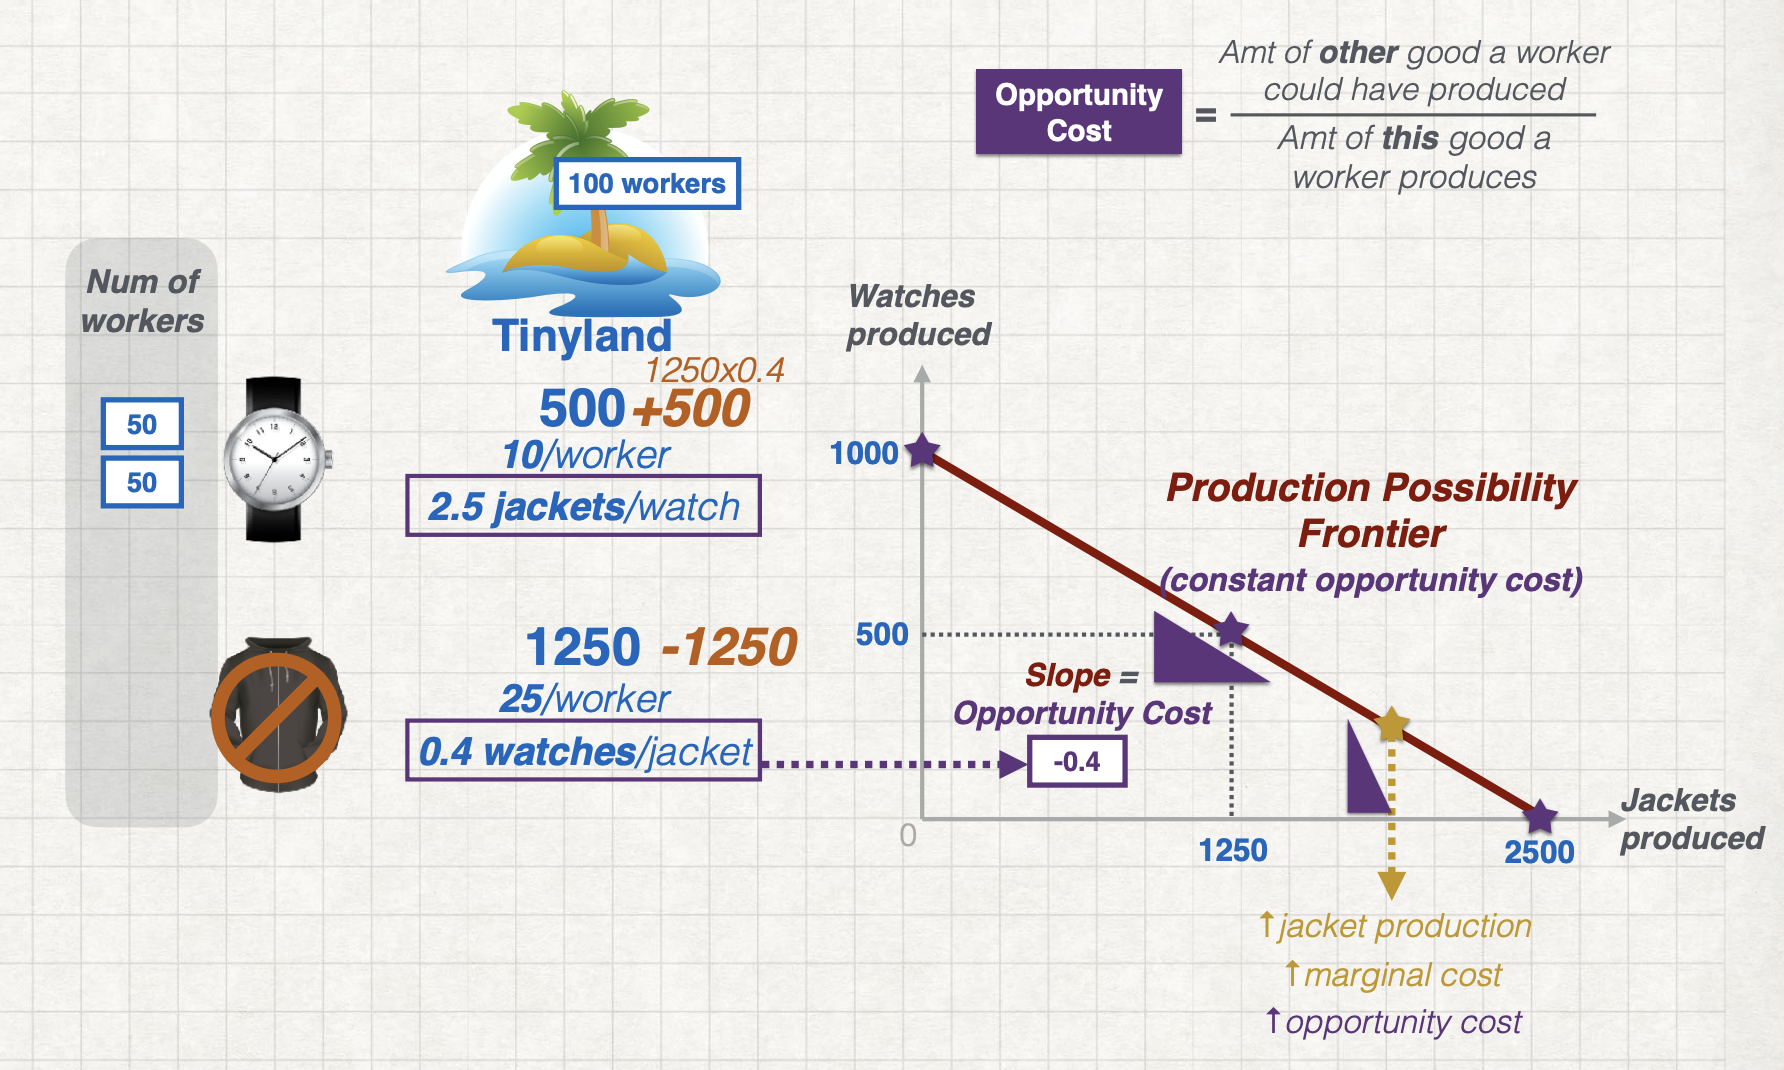 Opportunity
Cost
=
Amt of other good a worker
could have produced
Amt of this good a
worker produces
100 workers
Tinyland
Num of
workers
50
50
1250x0.4
500 +500
10/worker
2.5 jackets/watch
1250 -1250
25/worker
0.4 watches/jacket
Watches
produced
1000
500
0
1250
2500
Jackets
produced
Production Possibility
Frontier
(constant opportunity cost)
Slope =
Opportunity Cost
-0.4
↑jacket production
↑marginal cost
↑opportunity cost